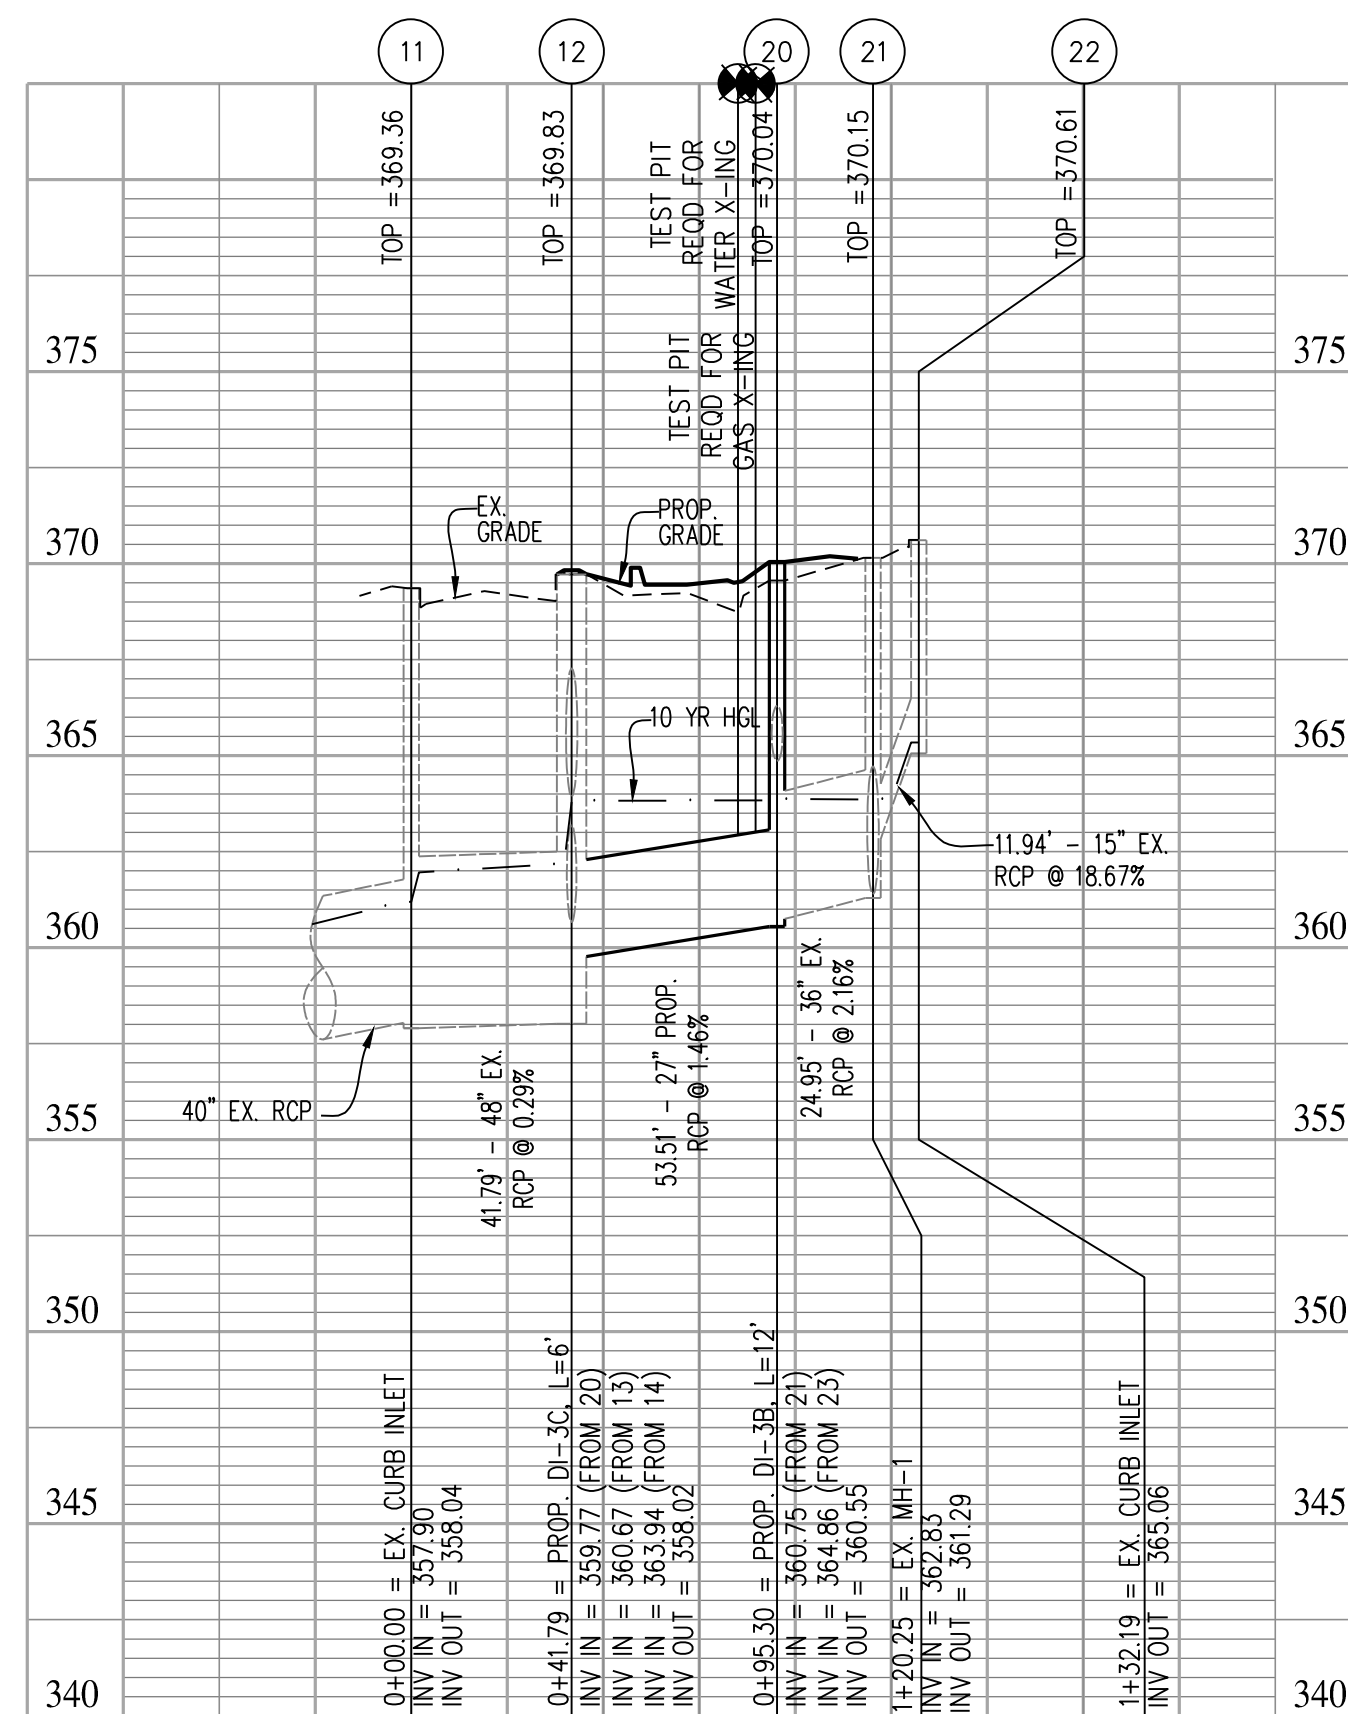 11
12
20
21
22
TOP =369.36
TOP =369.83
TEST PIT
REQD FOR
WATER X-ING
TOP =370.04
TOP =370.15
TOP =370.61
TEST PIT
REQD FOR
GAS X-ING
375
375
370
370
EX.
GRADE
PROP.
GRADE
365
365
10 YR HGL
11.94' - 15" EX.
RCP @ 18.67%
360
360
40" EX. RCP
41.79' - 48" EX.
RCP @ 0.29%
53.51' - 27" PROP.
RCP @ 1.46%
24.95' - 36" EX.
RCP @ 2.16%
355
355
350
350
345
345
340
340
0+00.00 = EX. CURB INLET
INV IN = 357.90
INV OUT = 358.04
0+41.79 = PROP. DI-3C, L=6'
INV IN = 359.77 (FROM 20)
INV IN = 360.67 (FROM 13)
INV IN = 363.94 (FROM 14)
INV OUT = 358.02
0+95.30 = PROP. DI-3B, L=12'
INV IN = 360.75 (FROM 21)
INV IN = 364.86 (FROM 23)
INV OUT = 360.55
1+20.25 = EX. MH-1
INV IN = 362.83
INV OUT = 361.29
1+32.19 = EX. CURB INLET
INV OUT = 365.06